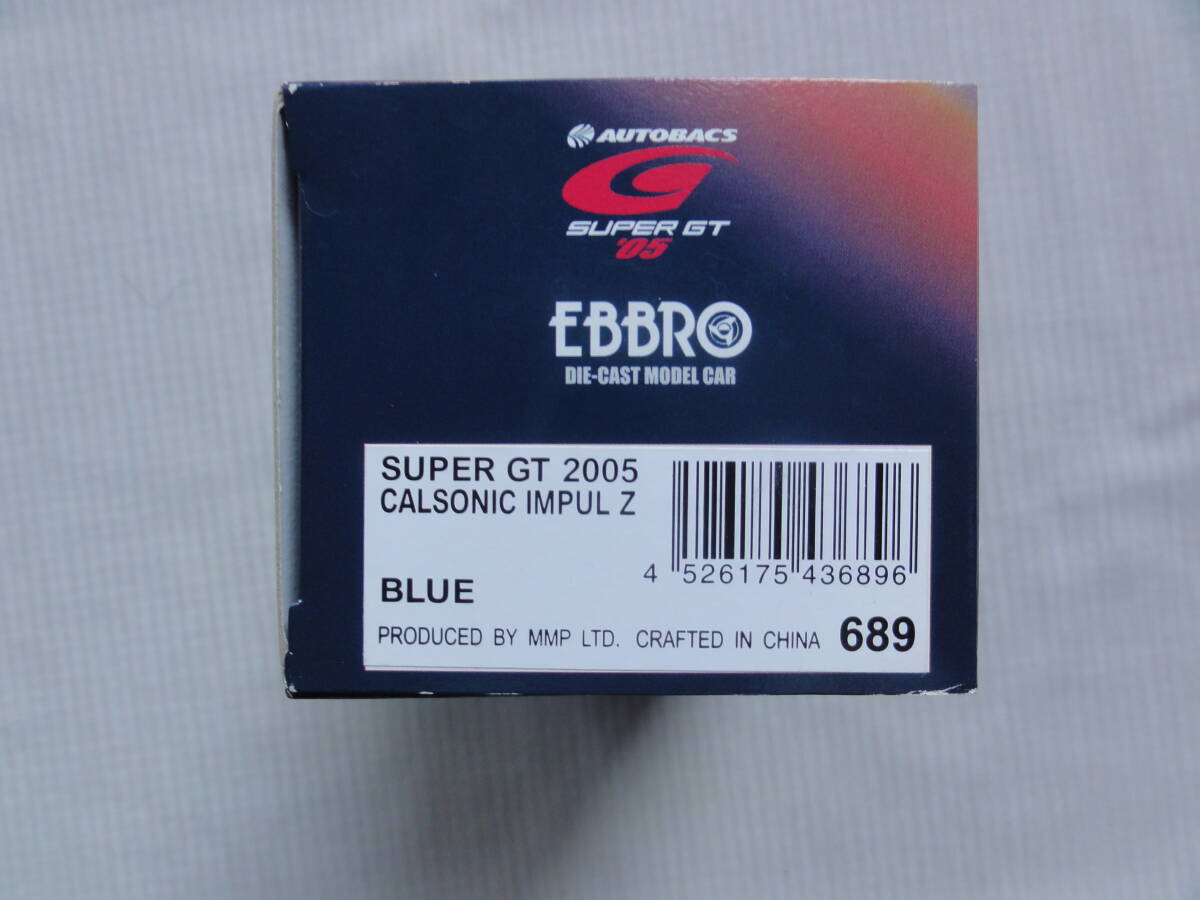 AUTOBACS
SUPER GT
'05
EBBRO
DIE-CAST MODEL CAR
SUPER GT 2005
CALSONIC IMPUL Z
4 526175 436896
BLUE
PRODUCED BY MMP LTD. CRAFTED IN CHINA 689